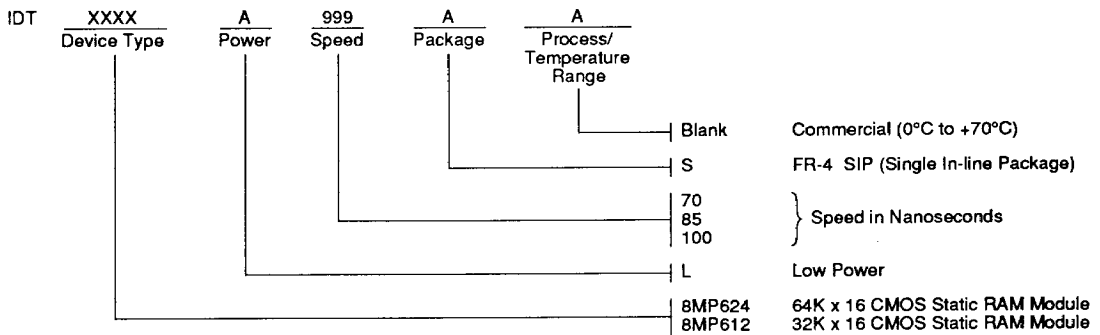 IDT XXXX A 999 A A
Device Type Power Speed Package Process/
Temperature
Range
Blank Commercial (0°C to +70°C)
S FR-4 SIP (Single In-line Package)
70
85 Speed in Nanoseconds
100
L Low Power
8MP624 64K x 16 CMOS Static RAM Module
8MP612 32K x 16 CMOS Static RAM Module